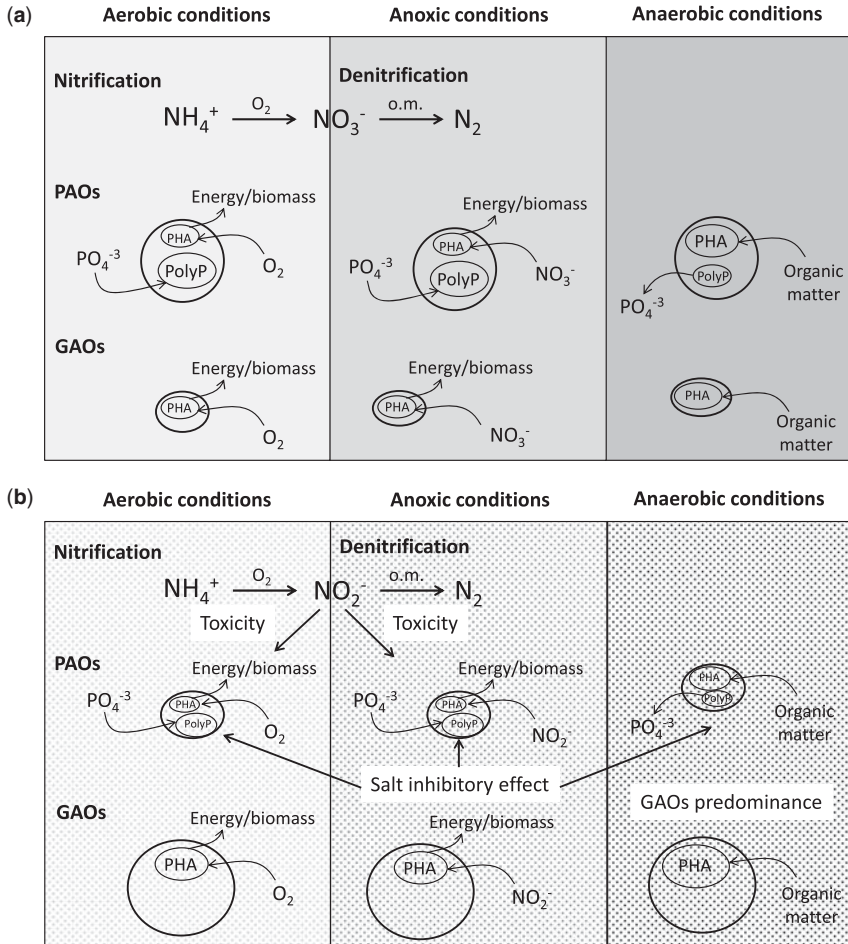 (a)
Aerobic conditions
Anoxic conditions
Anaerobic conditions
Nitrification
Denitrification
NH₄⁺
O₂
NO₃⁻
o.m.
N₂
PAOs
Energy/biomass
PHA
PolyP
PO₄⁻³
O₂
Energy/biomass
PHA
PolyP
PO₄⁻³
NO₃⁻
PHA
PolyP
PO₄⁻³
Organic
matter
GAOs
Energy/biomass
PHA
O₂
Energy/biomass
PHA
NO₃⁻
PHA
Organic
matter
(b)
Aerobic conditions
Anoxic conditions
Anaerobic conditions
Nitrification
Denitrification
NH₄⁺
O₂
NO₂⁻
o.m.
N₂
Toxicity
Toxicity
PAOs
Energy/biomass
PO₄⁻³
PHA
PolyP
O₂
Energy/biomass
PO₄⁻³
PHA
PolyP
NO₂⁻
PHA
PolyP
PO₄⁻³
Organic
matter
Salt inhibitory effect
GAOs predominance
GAOs
Energy/biomass
PHA
O₂
Energy/biomass
PHA
NO₂⁻
PHA
Organic
matter